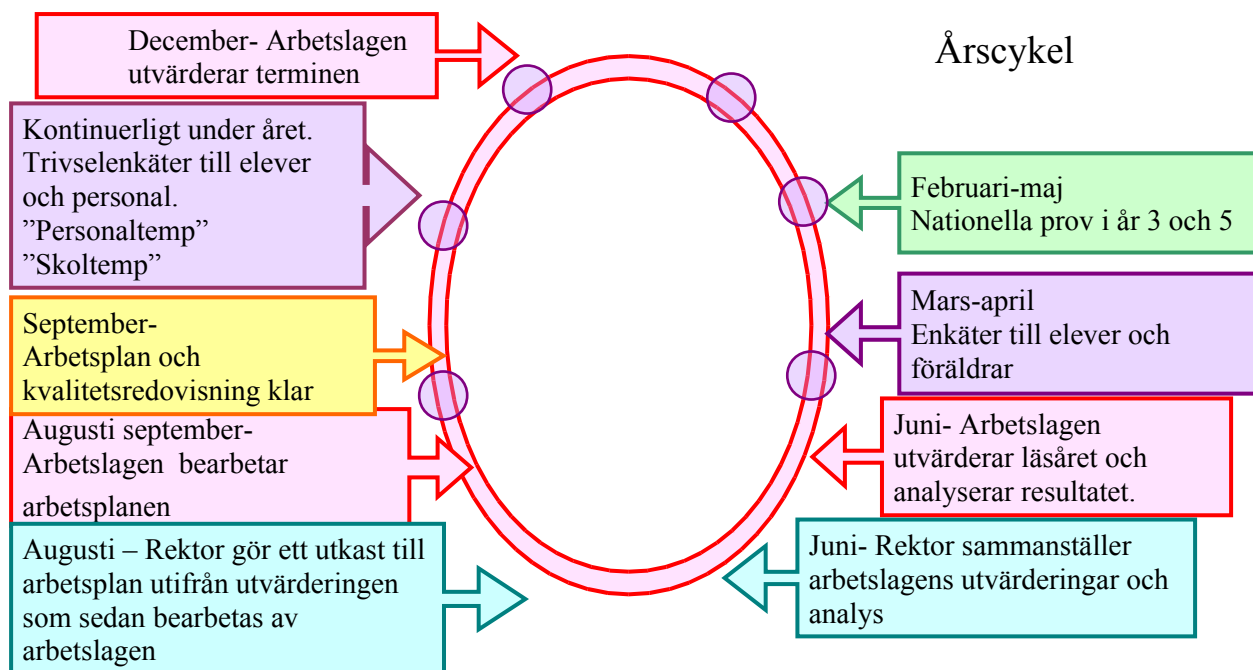 Årscykel
December- Arbetslagen
utvärderar terminen
Kontinuerligt under året.
Trivselenkäter till elever
och personal.
”Personaltemp”
”Skoltemp”
September-
Arbetsplan och
kvalitetsredovisning klar
Augusti september-
Arbetslagen bearbetar
arbetsplanen
Augusti – Rektor gör ett utkast till
arbetsplan utifrån utvärderingen
som sedan bearbetas av
arbetslagen
Februari-maj
Nationella prov i år 3 och 5
Mars-april
Enkäter till elever och
föräldrar
Juni- Arbetslagen
utvärderar läsåret och
analyserar resultatet.
Juni- Rektor sammanställer
arbetslagens utvärderingar och
analys